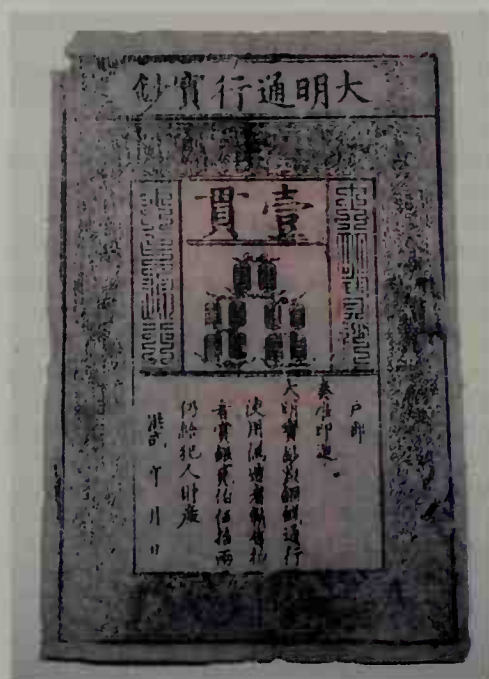 大明通行寶鈔
壹貫
戶部
奏准印造
大明寶鈔與銅錢通行
使用偽造者斬告捕
者賞銀貳伯伍拾兩
仍給犯人財產
洪武 年 月 日